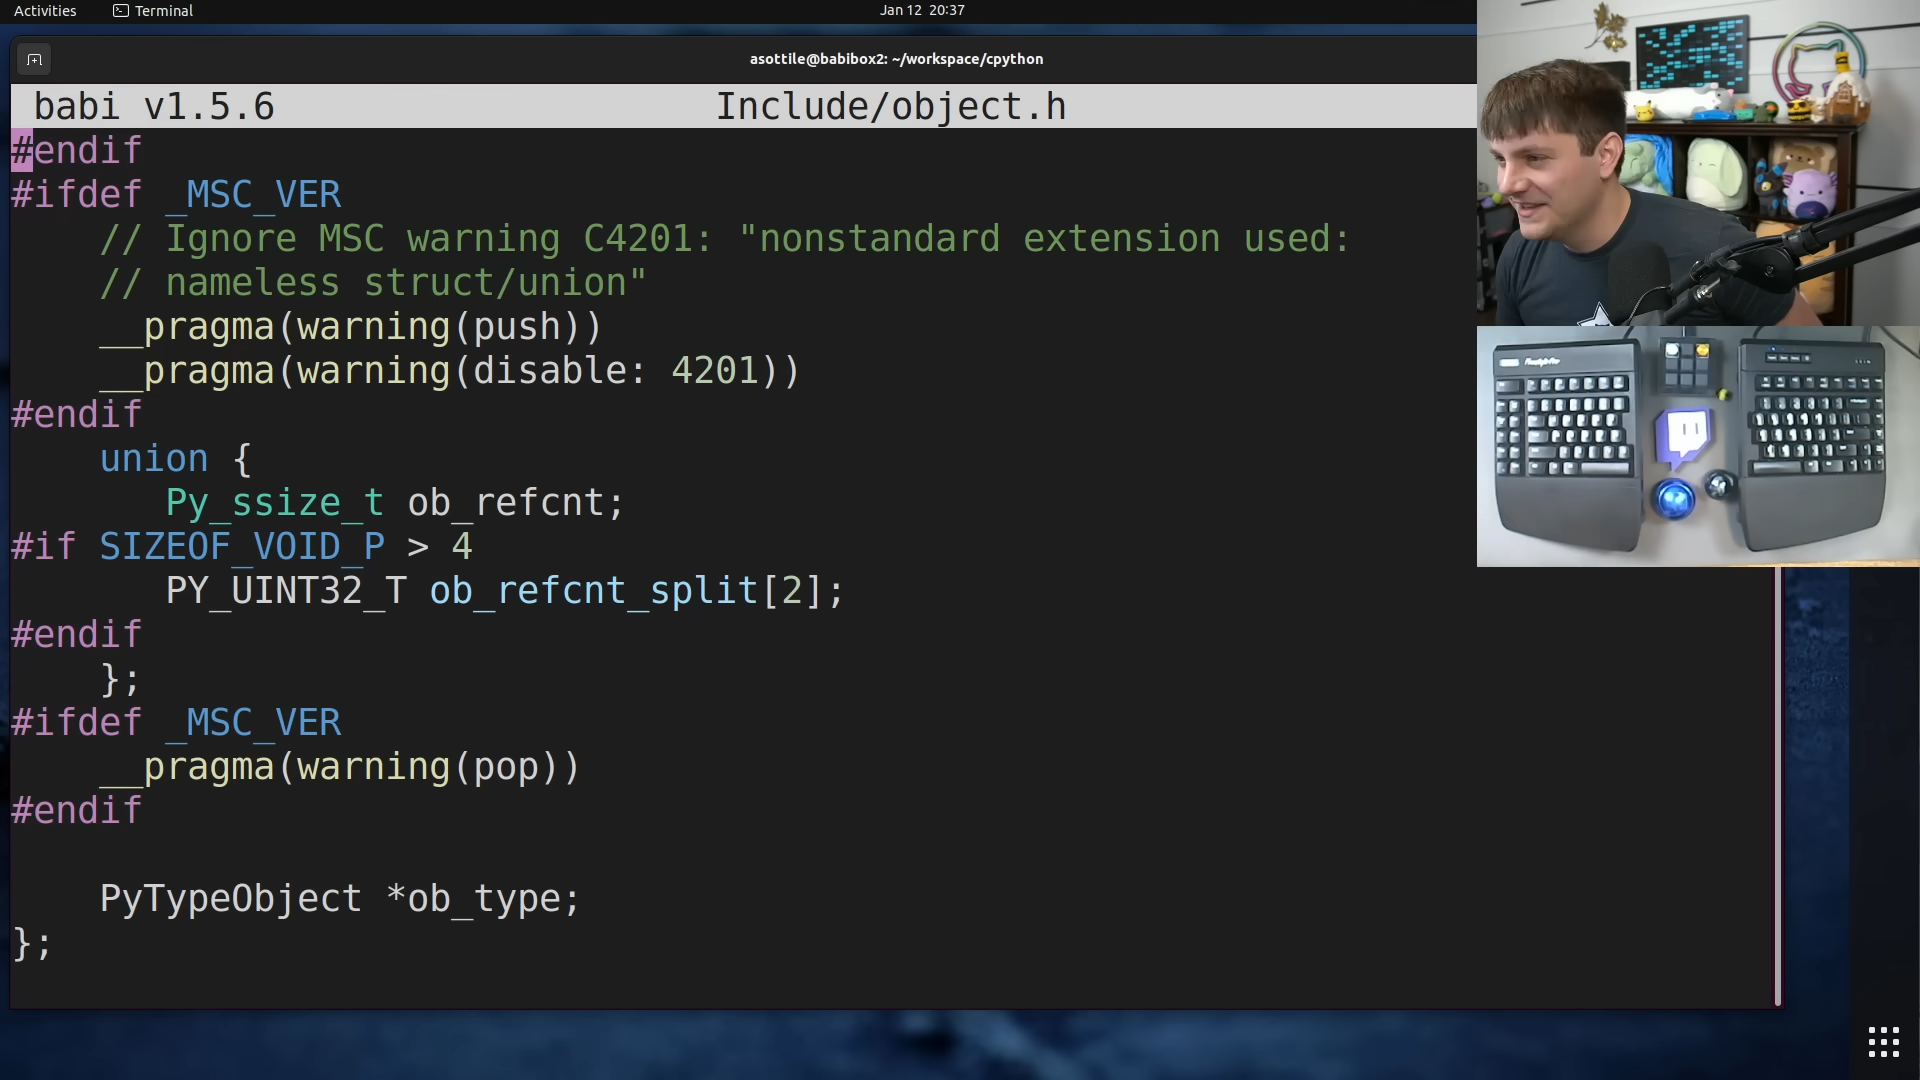 Activities
Terminal
Jan 12 20:37
asottile@babibox2: ~/workspace/cpython
babi v1.5.6
Include/object.h
#endif
#ifdef _MSC_VER
// Ignore MSC warning C4201: "nonstandard extension used:
// nameless struct/union"
__pragma(warning(push))
__pragma(warning(disable: 4201))
#endif
union {
Py_ssize_t ob_refcnt;
#if SIZEOF_VOID_P > 4
PY_UINT32_T ob_refcnt_split[2];
#endif
};
#ifdef _MSC_VER
__pragma(warning(pop))
#endif
PyTypeObject *ob_type;
};